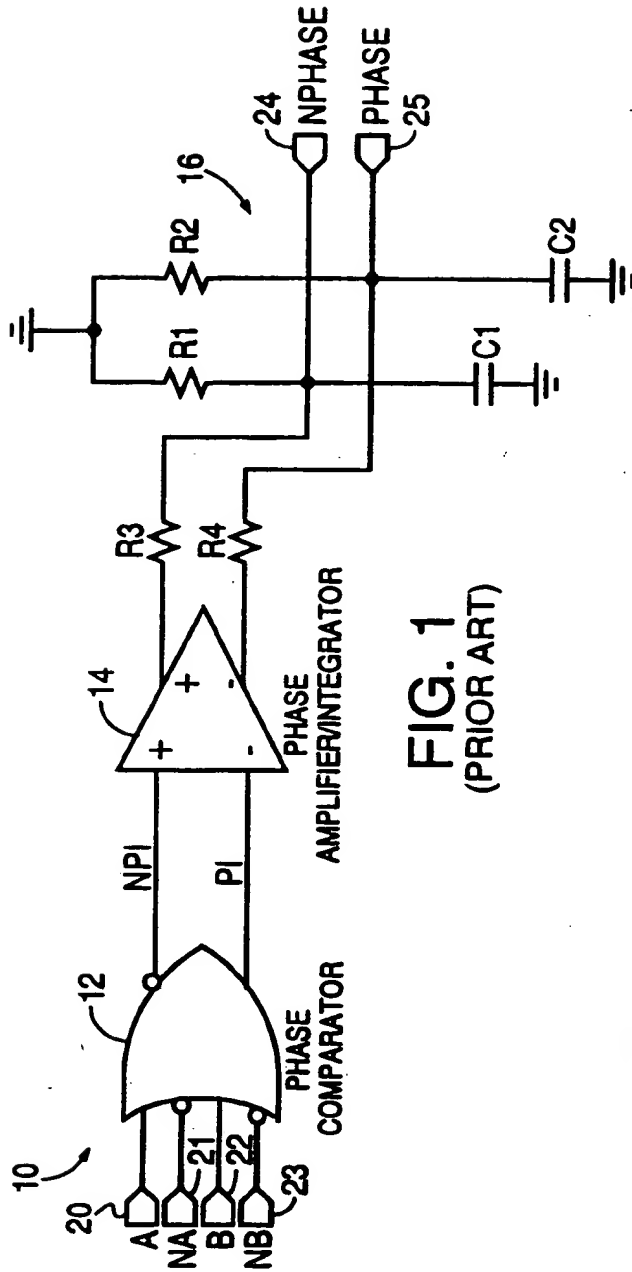 10
20
A
NA
21
B
22
NB
23
12
PHASE
COMPARATOR
NPI
PI
14
+
-
+
-
PHASE
AMPLIFIER/INTEGRATOR
R3
R4
R1
R2
16
C1
C2
24
NPHASE
PHASE
25
FIG. 1
(PRIOR ART)